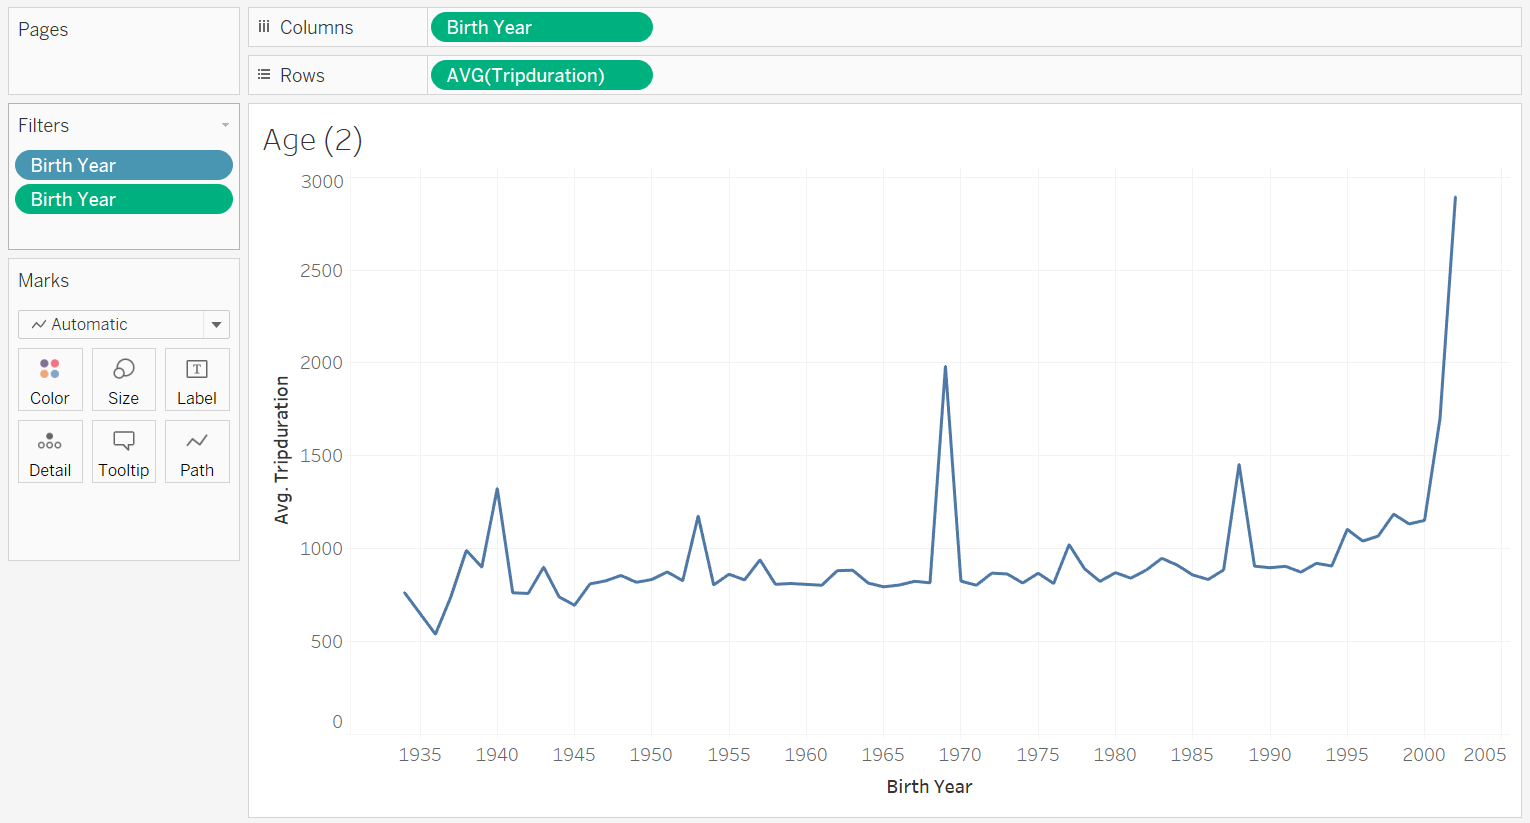 Pages
Columns
Birth Year
Rows
AVG(Tripduration)
Filters
Birth Year
Birth Year
Marks
Automatic
Color
Size
T
Label
Detail
Tooltip
Path
Age (2)
3000
2500
2000
1500
1000
500
0
Avg. Tripduration
1935 1940 1945 1950 1955 1960 1965 1970 1975 1980 1985 1990 1995 2000 2005
Birth Year